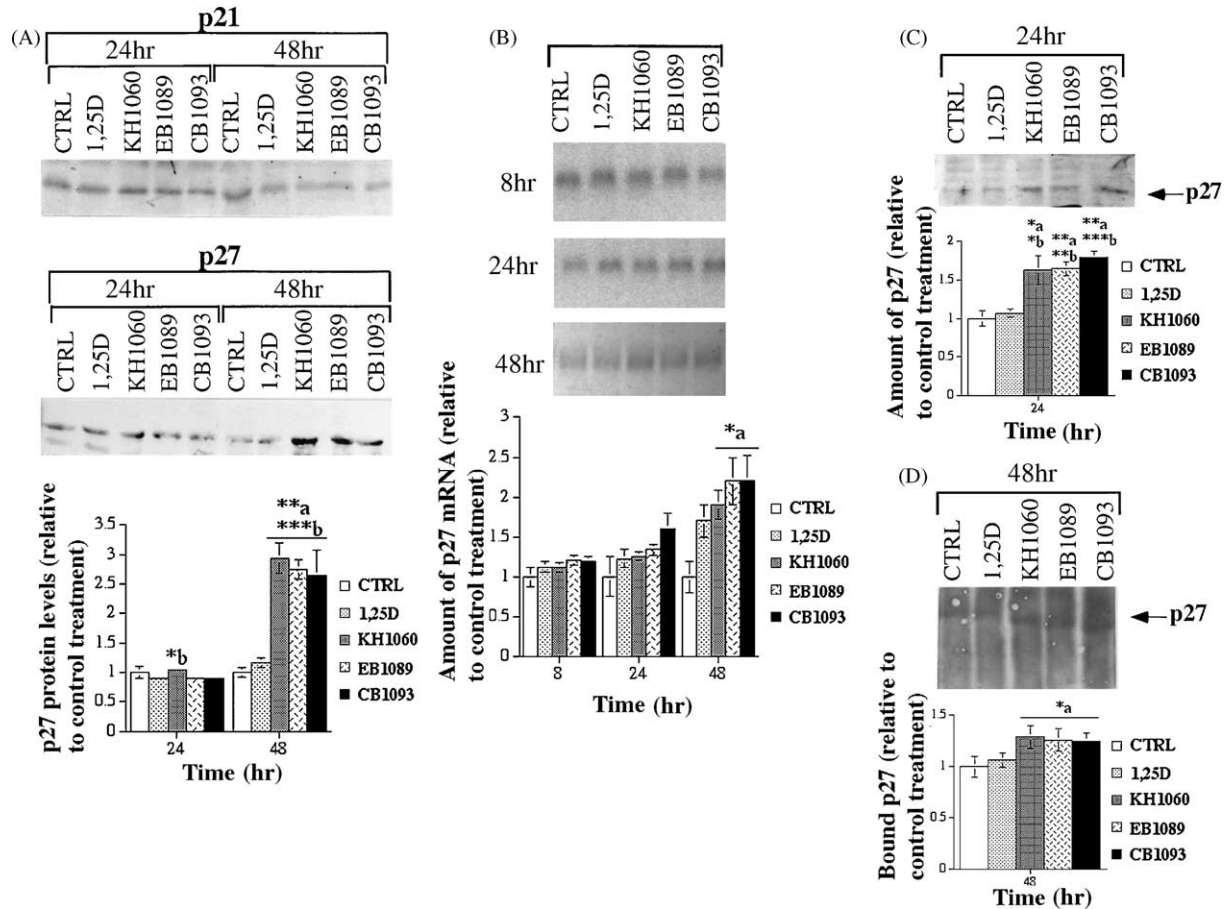 (A)
p21
24hr 48hr
CTRL 1,25D KH1060 EB1089 CB1093 CTRL 1,25D KH1060 EB1089 CB1093
p27
24hr 48hr
CTRL 1,25D KH1060 EB1089 CB1093 CTRL 1,25D KH1060 EB1089 CB1093
p27 protein levels (relative
to control treatment)
3.5
3
2.5
2
1.5
1
0.5
0
*b
**a
***b
24 48
Time (hr)
CTRL
1,25D
KH1060
EB1089
CB1093
(B)
CTRL 1,25D KH1060 EB1089 CB1093
8hr
24hr
48hr
Amount of p27 mRNA (relative
to control treatment)
3
2.5
2
1.5
1
0.5
0
*a
8 24 48
Time (hr)
CTRL
1,25D
KH1060
EB1089
CB1093
(C)
24hr
CTRL 1,25D KH1060 EB1089 CB1093
p27
Amount of p27 (relative
to control treatment)
2
1.5
1
0.5
0
*a
*b
**a
**b
**a
***b
24
Time (hr)
CTRL
1,25D
KH1060
EB1089
CB1093
(D)
48hr
CTRL 1,25D KH1060 EB1089 CB1093
p27
Bound p27 (relative to
control treatment)
1.5
1
0.5
0
*a
48
Time (hr)
CTRL
1,25D
KH1060
EB1089
CB1093